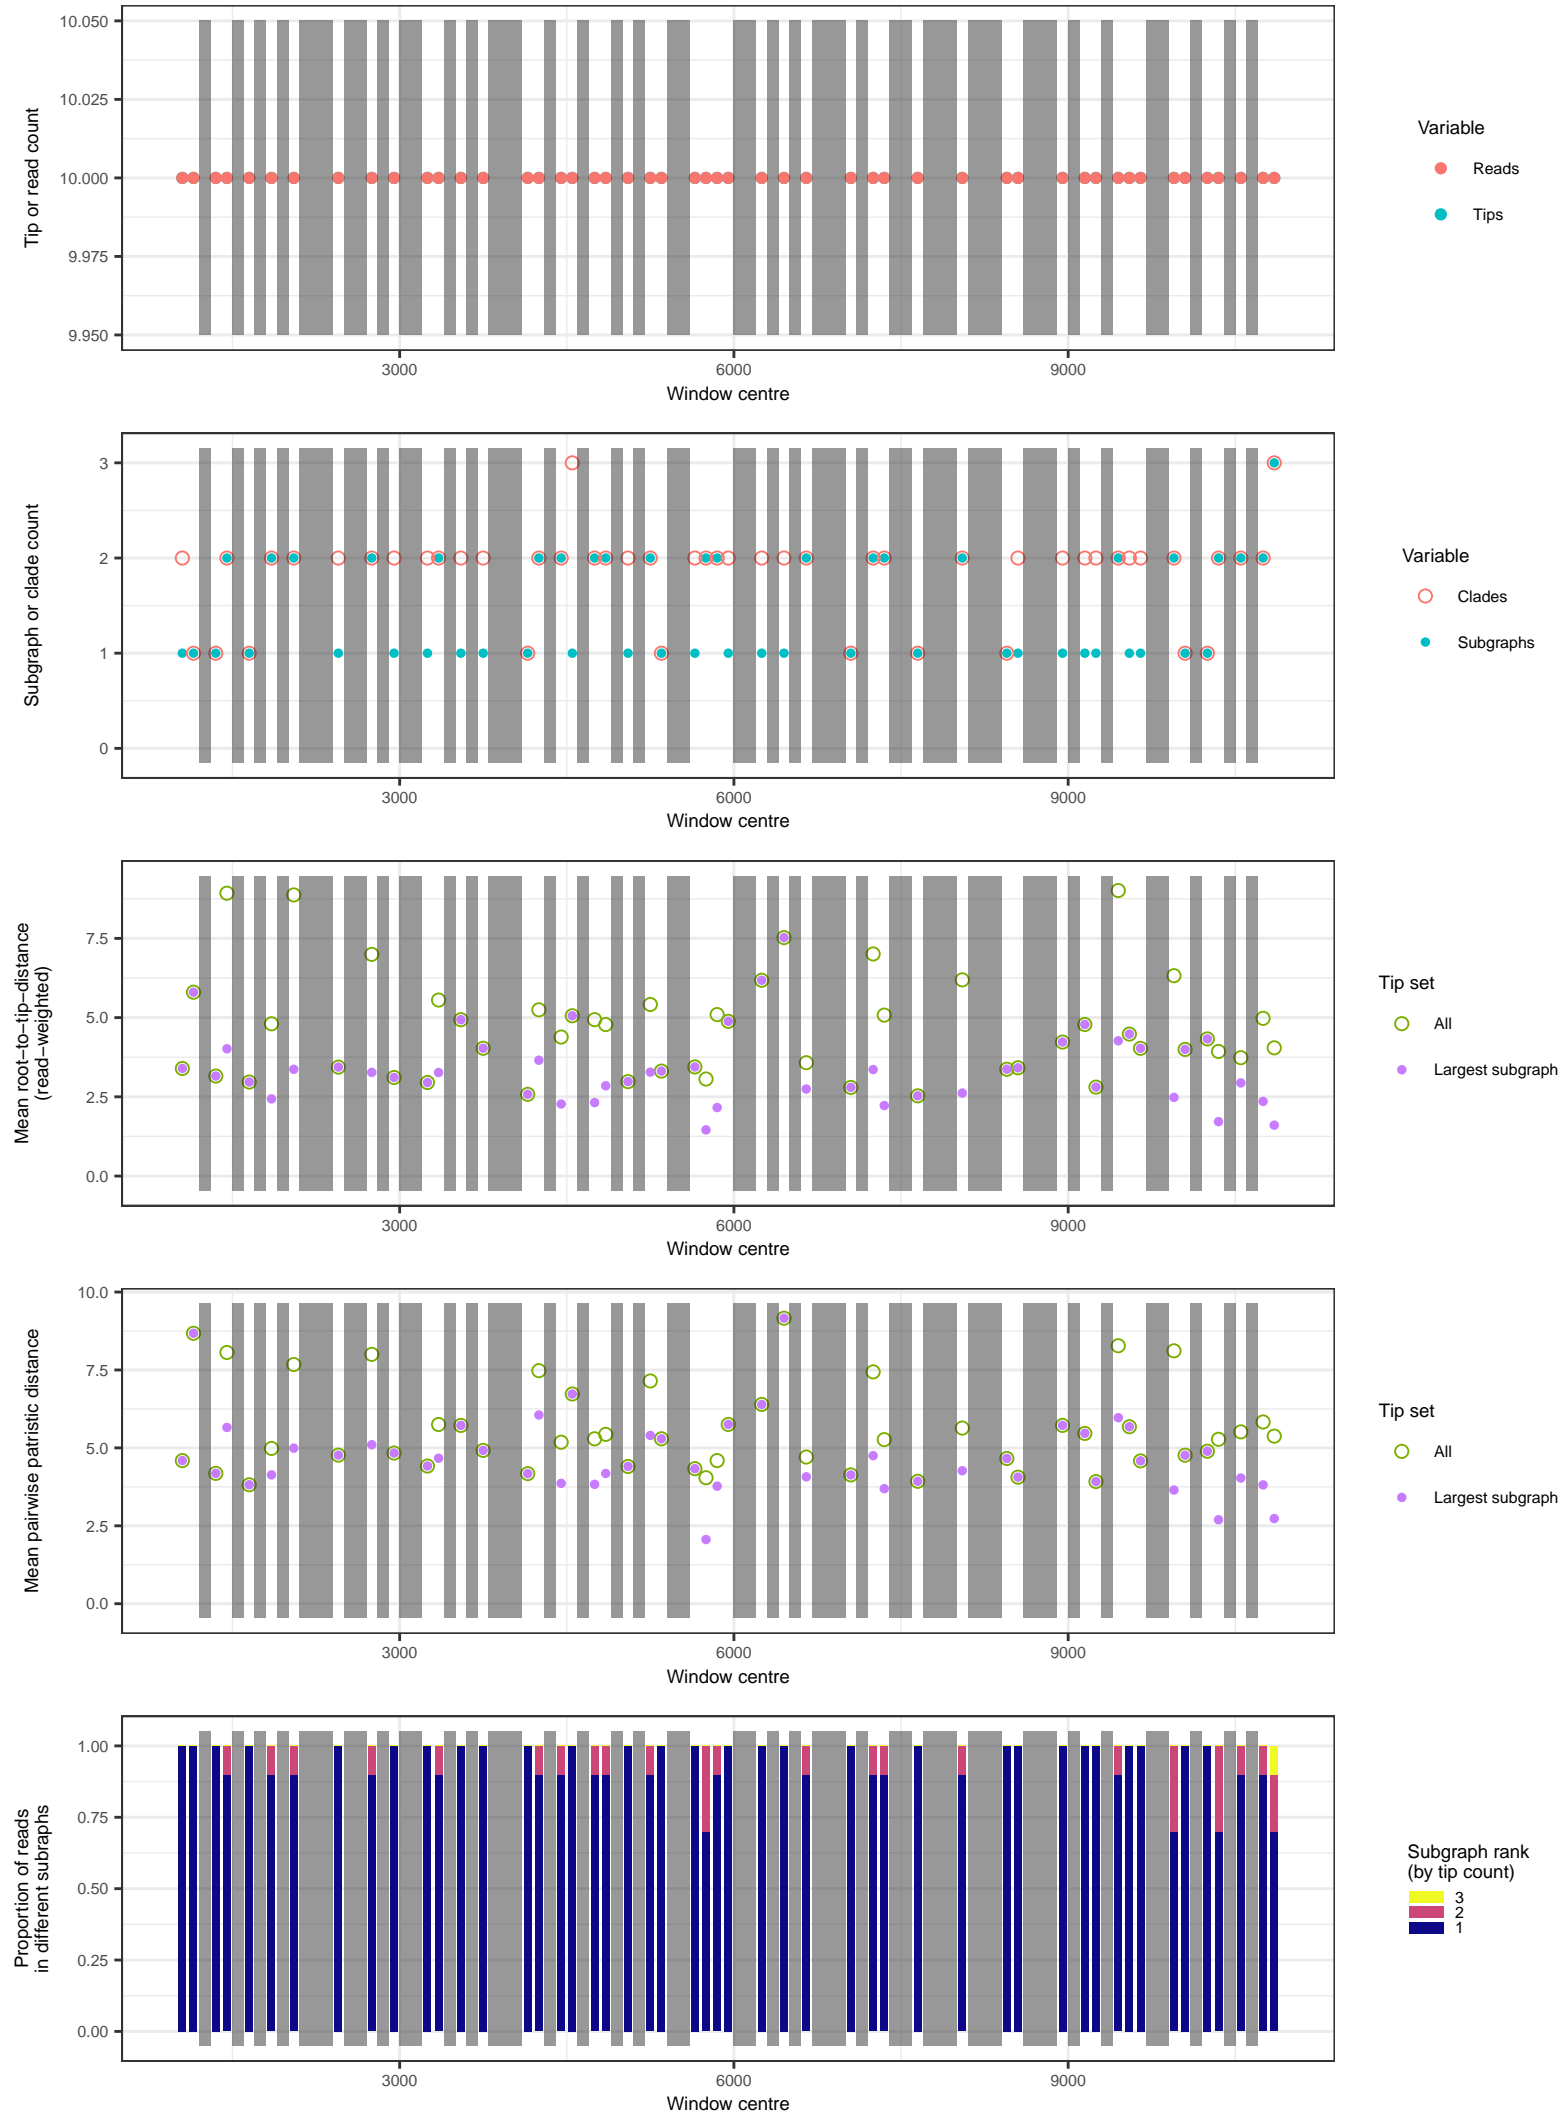 10.050
10.025
10.000
9.975
9.950
Tip or read count
3000 6000 9000
Window centre
Variable
Reads
Tips
3
2
1
0
Subgraph or clade count
3000 6000 9000
Window centre
Variable
Clades
Subgraphs
7.5
5.0
2.5
0.0
Mean root−to−tip−distance
(read−weighted)
3000 6000 9000
Window centre
Tip set
All
Largest subgraph
10.0
7.5
5.0
2.5
0.0
Mean pairwise patristic distance
3000 6000 9000
Window centre
Tip set
All
Largest subgraph
1.00
0.75
0.50
0.25
0.00
Proportion of reads
in different subraphs
3000 6000 9000
Window centre
Subgraph rank
(by tip count)
3
2
1